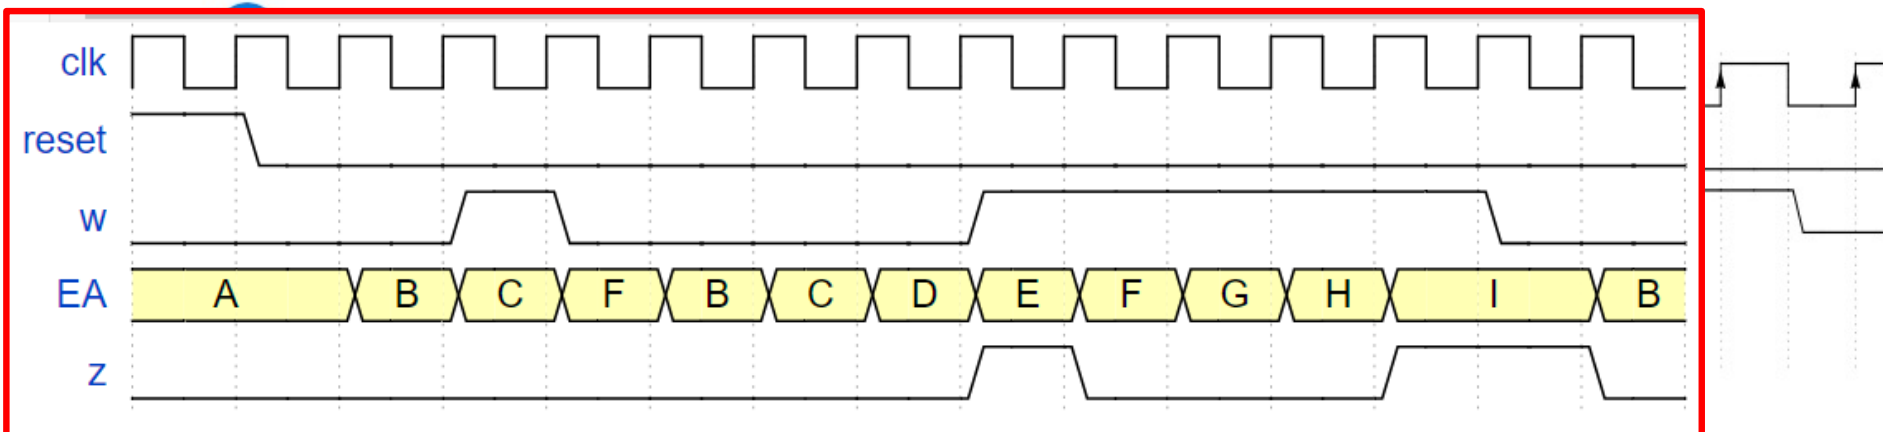 clk
reset
w
EA A B C F B C D E F G H I B
z